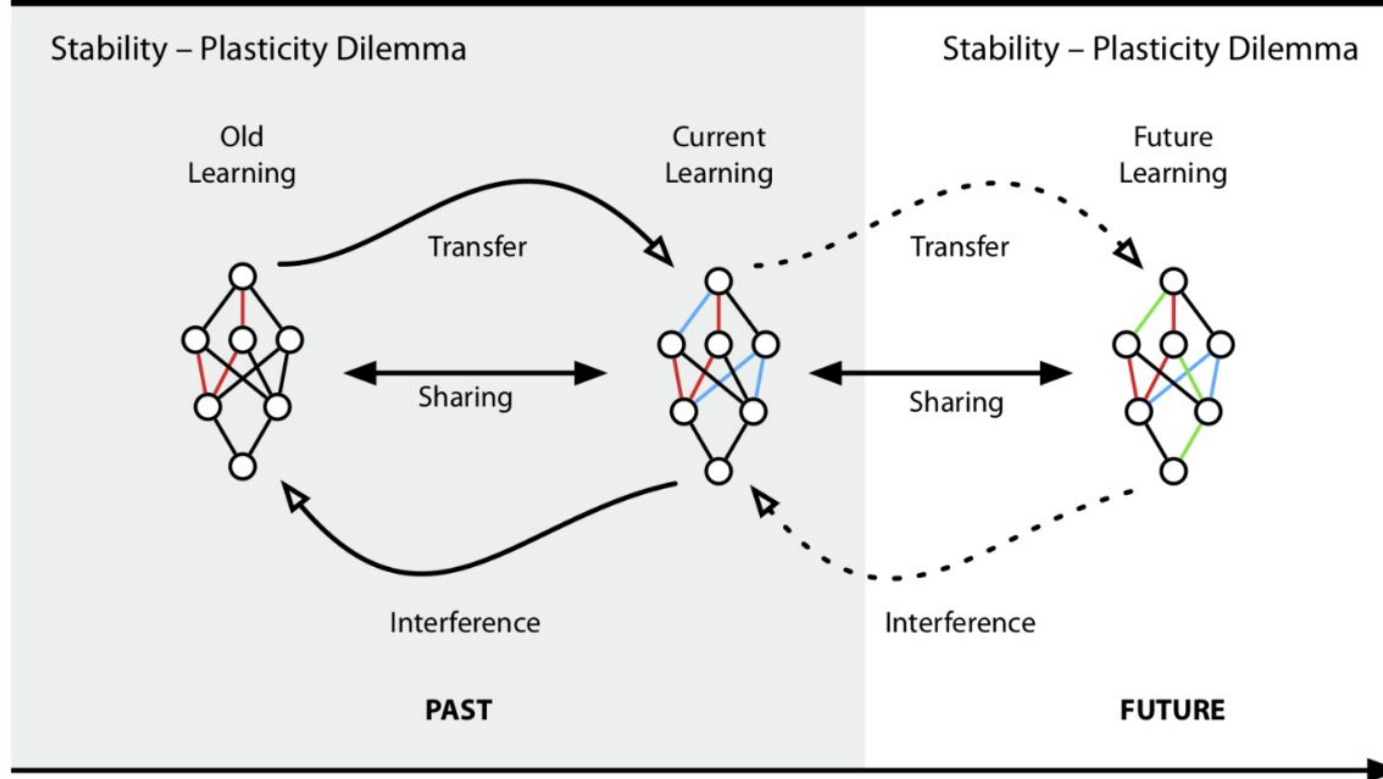 Stability – Plasticity Dilemma
Stability – Plasticity Dilemma
Old
Learning
Current
Learning
Future
Learning
Transfer
Transfer
Sharing
Sharing
Interference
Interference
PAST
FUTURE